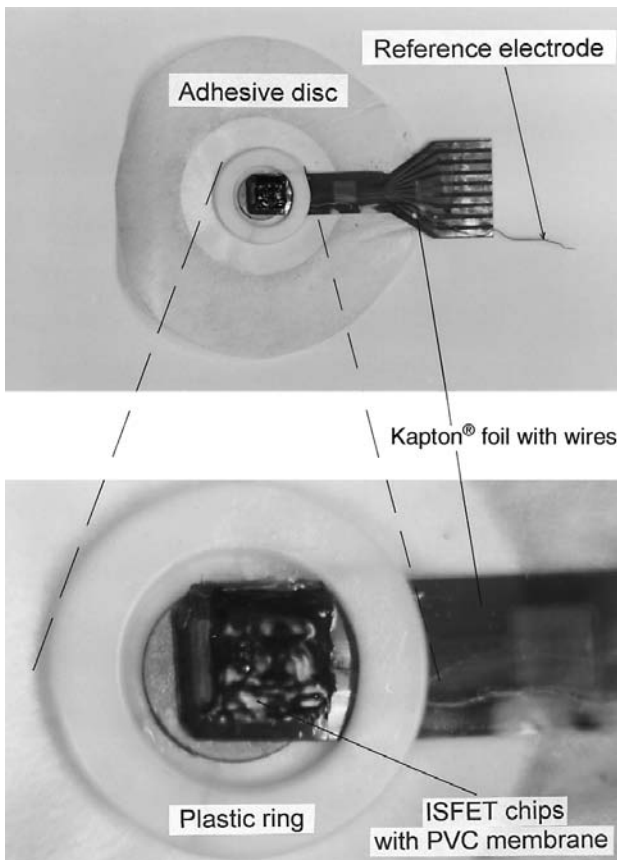 Reference electrode
Adhesive disc
Kapton® foil with wires
Plastic ring
ISFET chips
with PVC membrane